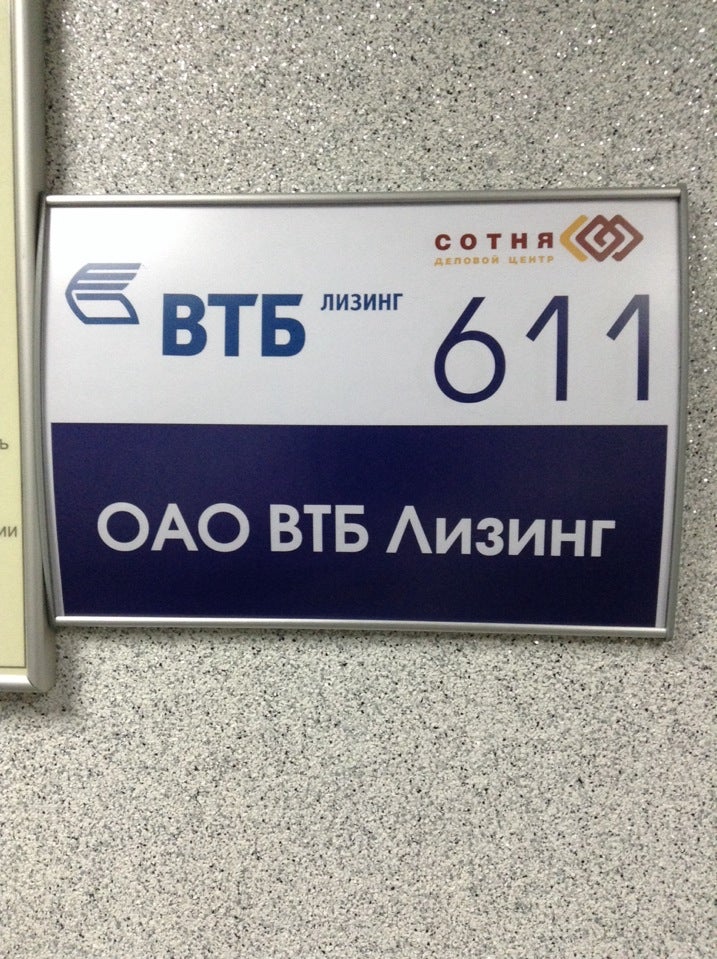 СОТНЯ
ДЕЛОВОЙ ЦЕНТР
ВТБ ЛИЗИНГ
611
ОАО ВТБ Лизинг